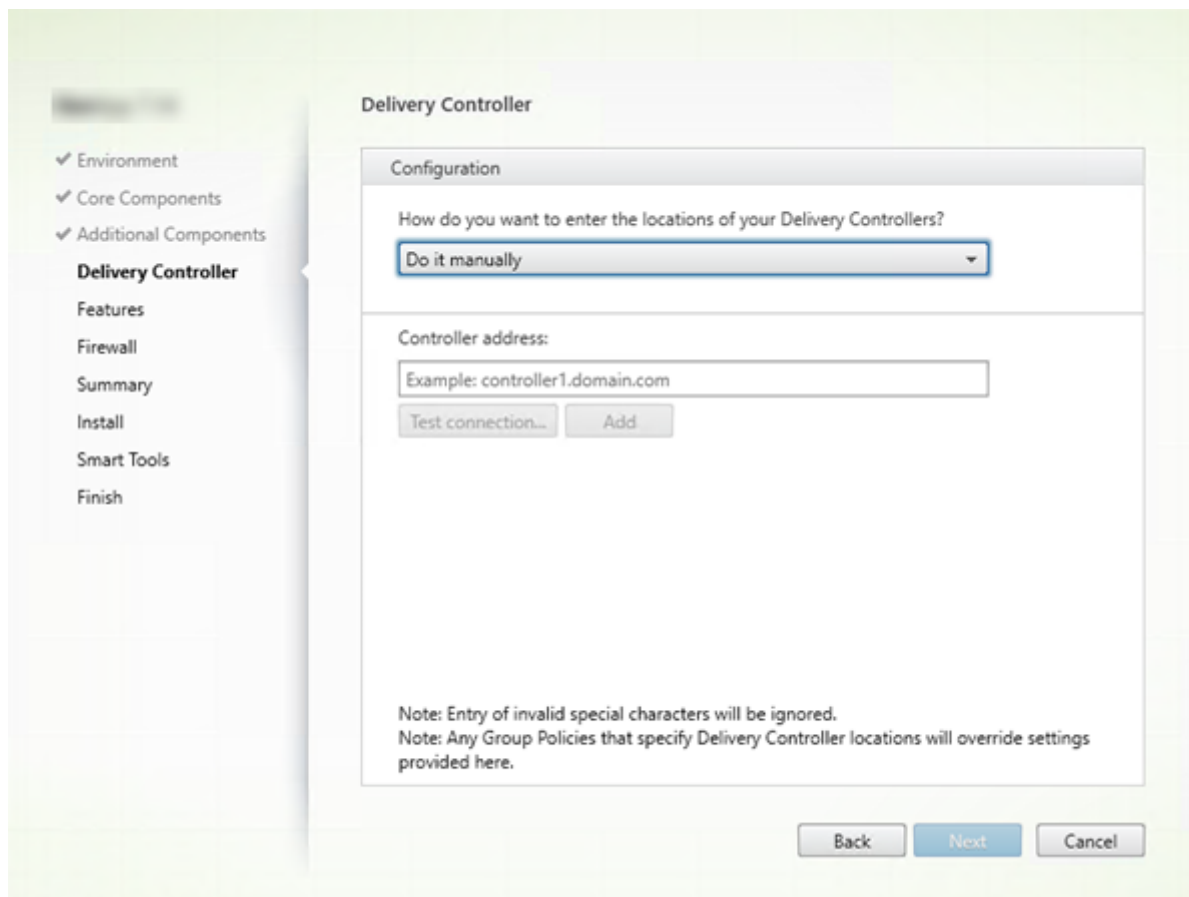 Delivery Controller
Environment
Core Components
Additional Components
Delivery Controller
Features
Firewall
Summary
Install
Smart Tools
Finish
Configuration
How do you want to enter the locations of your Delivery Controllers?
Do it manually
Controller address:
Example: controller1.domain.com
Test connection...
Add
Note: Entry of invalid special characters will be ignored.
Note: Any Group Policies that specify Delivery Controller locations will override settings
provided here.
Back
Next
Cancel